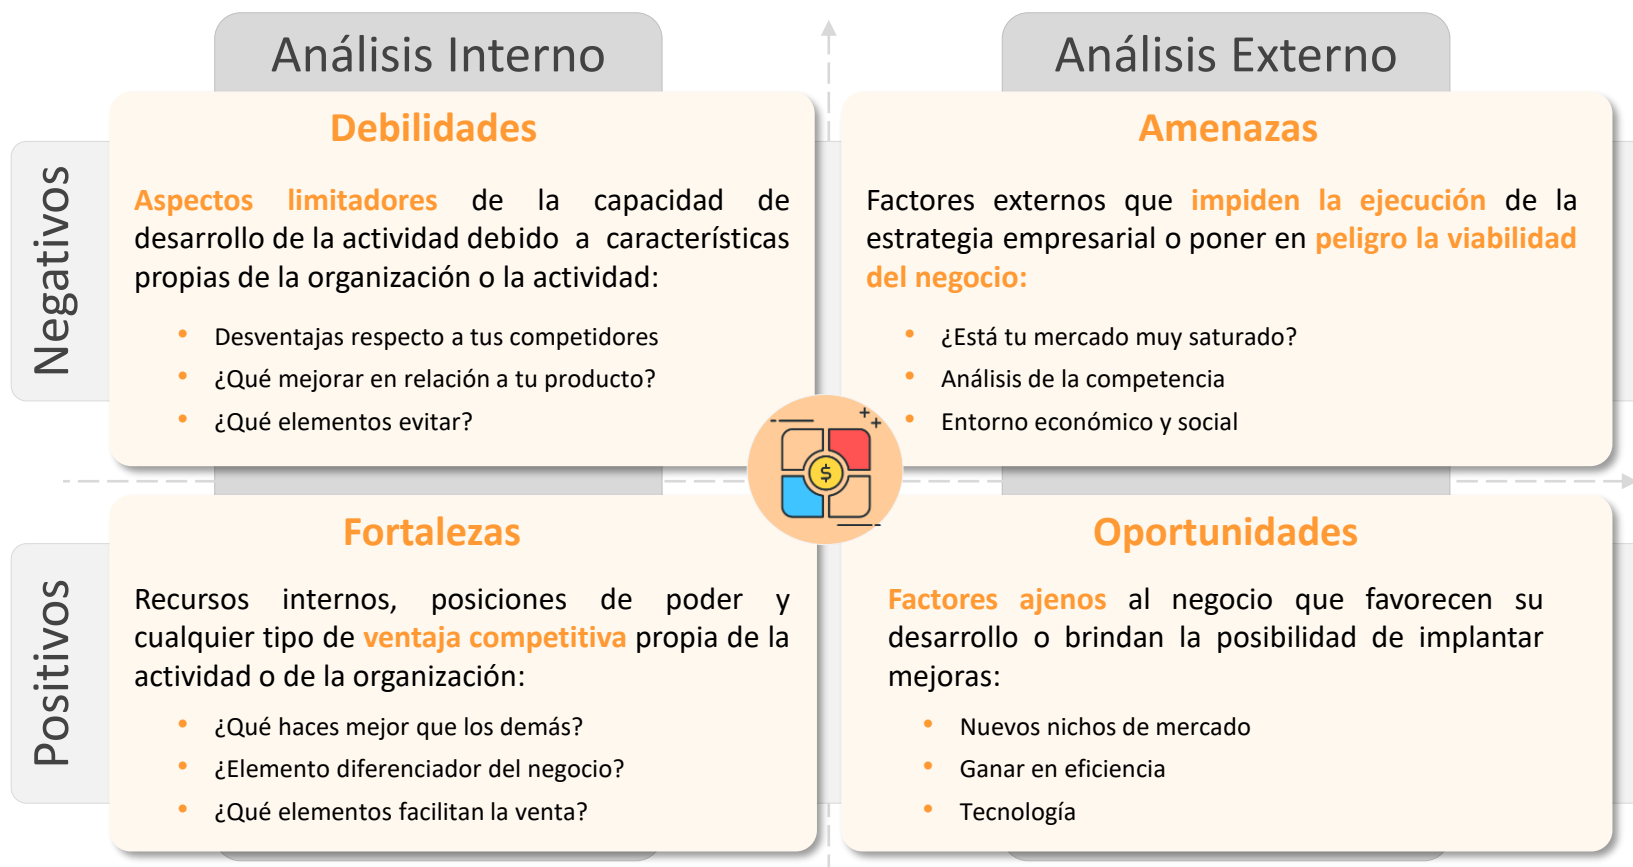 Análisis Interno
Análisis Externo
Negativos
Debilidades
Aspectos limitadores de la capacidad de
desarrollo de la actividad debido a características
propias de la organización o la actividad:
• Desventajas respecto a tus competidores
• ¿Qué mejorar en relación a tu producto?
• ¿Qué elementos evitar?
Amenazas
Factores externos que impiden la ejecución de la
estrategia empresarial o poner en peligro la viabilidad
del negocio:
• ¿Está tu mercado muy saturado?
• Análisis de la competencia
• Entorno económico y social
$
Positivos
Fortalezas
Recursos internos, posiciones de poder y
cualquier tipo de ventaja competitiva propia de la
actividad o de la organización:
• ¿Qué haces mejor que los demás?
• ¿Elemento diferenciador del negocio?
• ¿Qué elementos facilitan la venta?
Oportunidades
Factores ajenos al negocio que favorecen su
desarrollo o brindan la posibilidad de implantar
mejoras:
• Nuevos nichos de mercado
• Ganar en eficiencia
• Tecnología